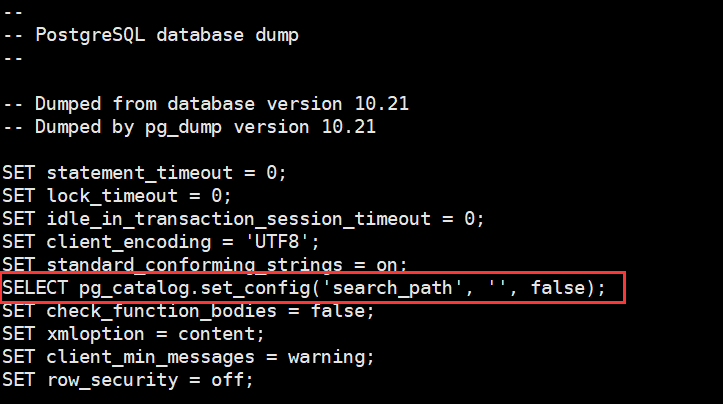 --
-- PostgreSQL database dump
--
-- Dumped from database version 10.21
-- Dumped by pg_dump version 10.21
SET statement_timeout = 0;
SET lock_timeout = 0;
SET idle_in_transaction_session_timeout = 0;
SET client_encoding = 'UTF8';
SET standard_conforming_strings = on;
SELECT pg_catalog.set_config('search_path', '', false);
SET check_function_bodies = false;
SET xmloption = content;
SET client_min_messages = warning;
SET row_security = off;